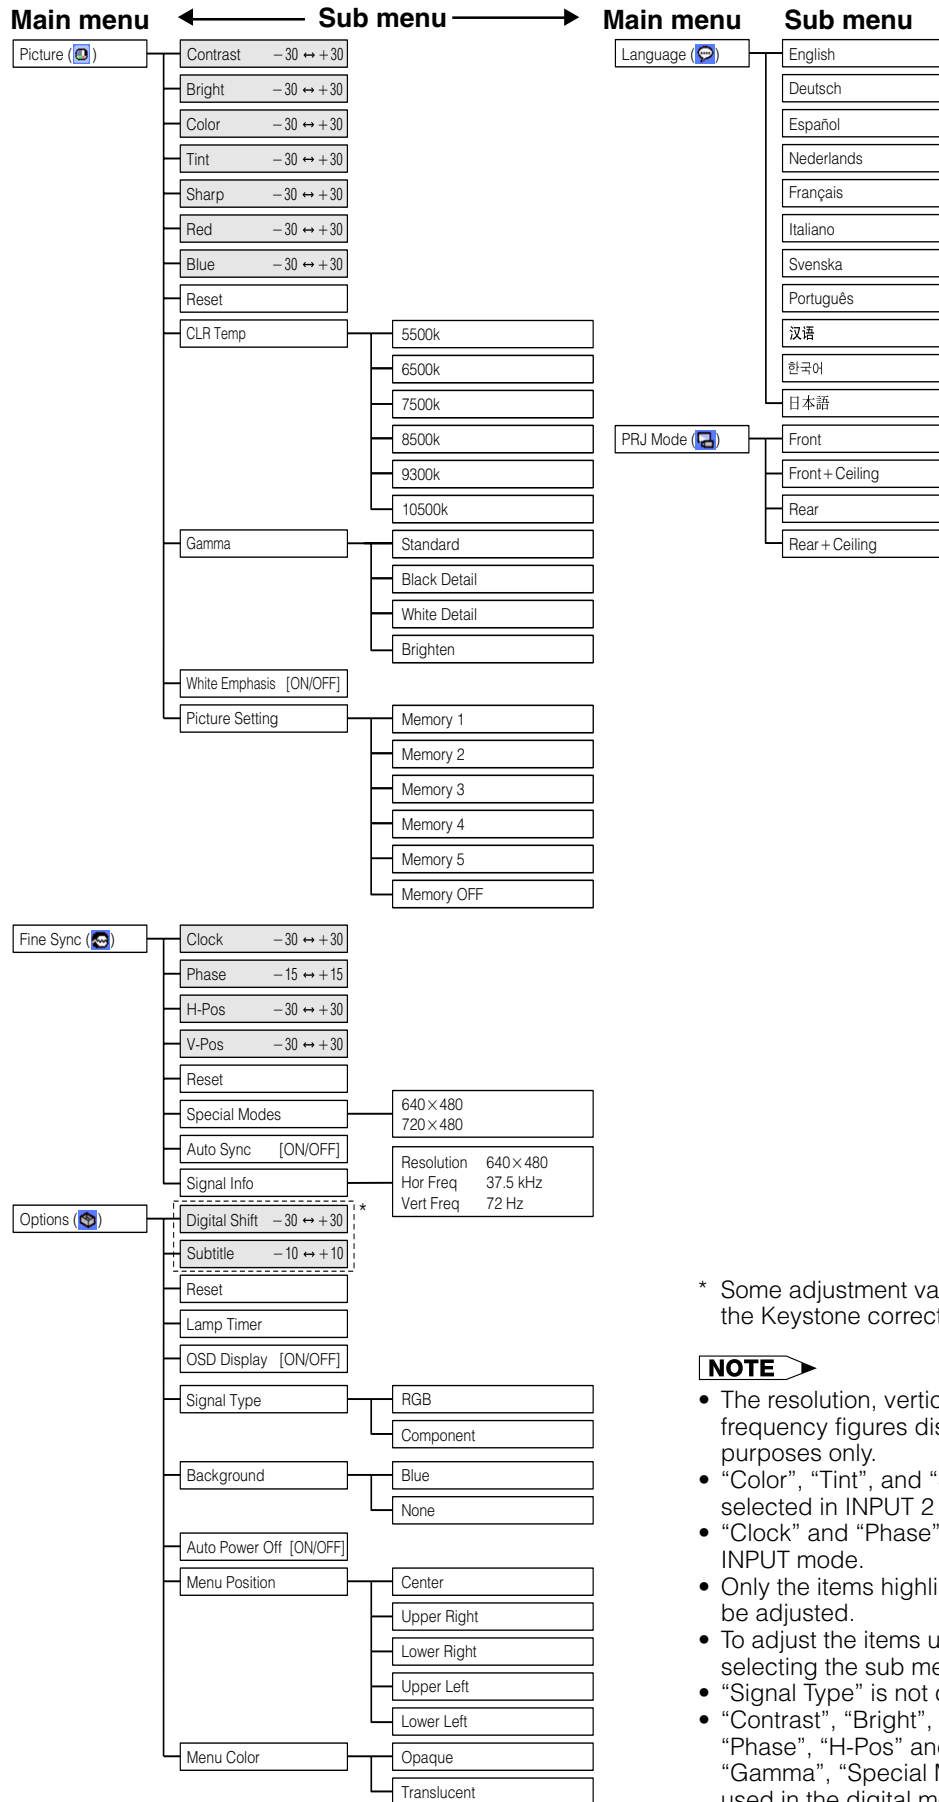 Main menu
Sub menu
Picture ( )
Contrast −30 ↔ +30
Bright −30 ↔ +30
Color −30 ↔ +30
Tint −30 ↔ +30
Sharp −30 ↔ +30
Red −30 ↔ +30
Blue −30 ↔ +30
Reset
CLR Temp
5500k
6500k
7500k
8500k
9300k
10500k
Gamma
Standard
Black Detail
White Detail
Brighten
White Emphasis [ON/OFF]
Picture Setting
Memory 1
Memory 2
Memory 3
Memory 4
Memory 5
Memory OFF
Fine Sync ( )
Clock −30 ↔ +30
Phase −15 ↔ +15
H-Pos −30 ↔ +30
V-Pos −30 ↔ +30
Reset
Special Modes
640×480
720×480
Auto Sync [ON/OFF]
Signal Info
Resolution 640×480
Hor Freq 37.5 kHz
Vert Freq 72 Hz
Options ( )
Digital Shift −30 ↔ +30
*
Subtitle −10 ↔ +10
Reset
Lamp Timer
OSD Display [ON/OFF]
Signal Type
RGB
Component
Background
Blue
None
Auto Power Off [ON/OFF]
Menu Position
Center
Upper Right
Lower Right
Upper Left
Lower Left
Menu Color
Opaque
Translucent
Main menu
Sub menu
Language ( )
English
Deutsch
Español
Nederlands
Français
Italiano
Svenska
Português
汉语
한국어
日本語
PRJ Mode ( )
Front
Front+Ceiling
Rear
Rear+Ceiling
* Some adjustment va
the Keystone correct
NOTE
• The resolution, vertic
frequency figures dis
purposes only.
• “Color”, “Tint”, and “
selected in INPUT 2
• “Clock” and “Phase”
INPUT mode.
• Only the items highli
be adjusted.
• To adjust the items u
selecting the sub me
• “Signal Type” is not
• “Contrast”, “Bright”,
“Phase”, “H-Pos” and
“Gamma”, “Special M
used in the digital m